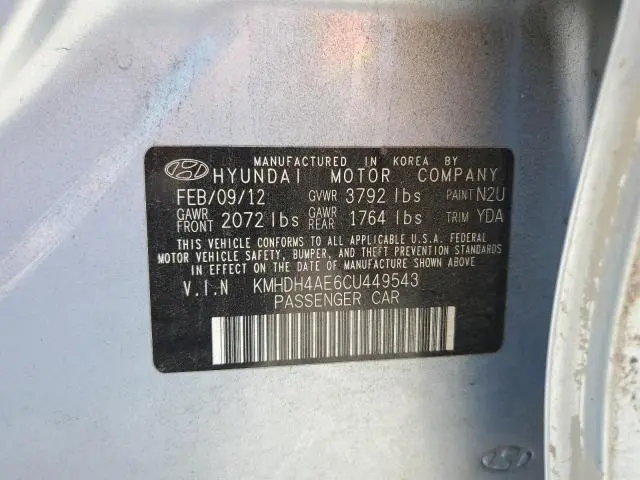 MANUFACTURED IN KOREA BY
HYUNDAI MOTOR COMPANY
FEB/09/12 GVWR 3792 lbs PAINT N2U
GAWR FRONT 2072 lbs GAWR REAR 1764 lbs TRIM YDA
THIS VEHICLE CONFORMS TO ALL APPLICABLE U.S.A. FEDERAL
MOTOR VEHICLE SAFETY, BUMPER, AND THEFT PREVENTION
STANDARDS IN EFFECT ON THE DATE OF MANUFACTURE SHOWN ABOVE.
V.I.N KMHDH4AE6CU449543
PASSENGER CAR